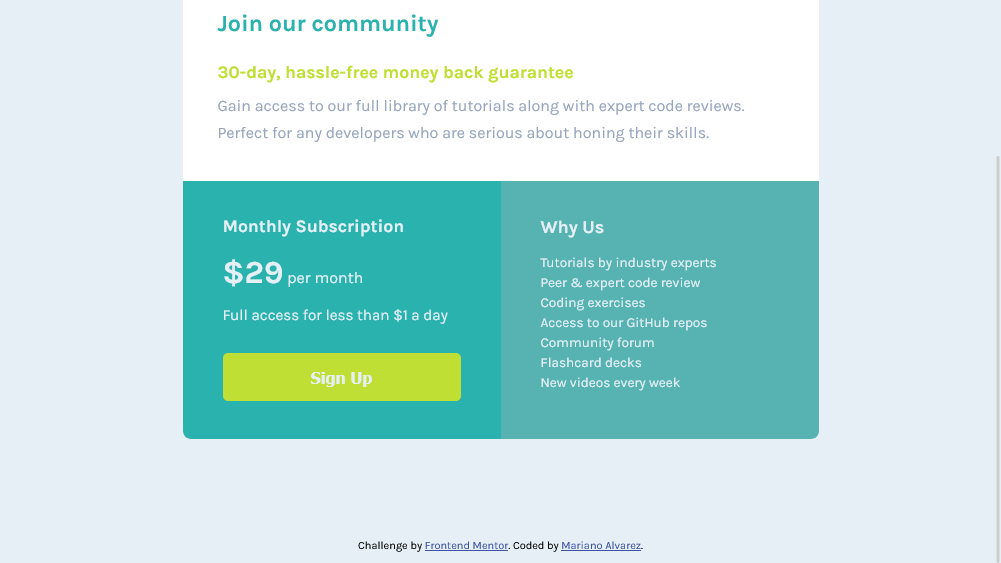 Join our community
30-day, hassle-free money back guarantee
Gain access to our full library of tutorials along with expert code reviews.
Perfect for any developers who are serious about honing their skills.
Monthly Subscription
$29 per month
Full access for less than $1 a day
Sign Up
Why Us
Tutorials by industry experts
Peer & expert code review
Coding exercises
Access to our GitHub repos
Community forum
Flashcard decks
New videos every week
Challenge by Frontend Mentor. Coded by Mariano Alvarez.